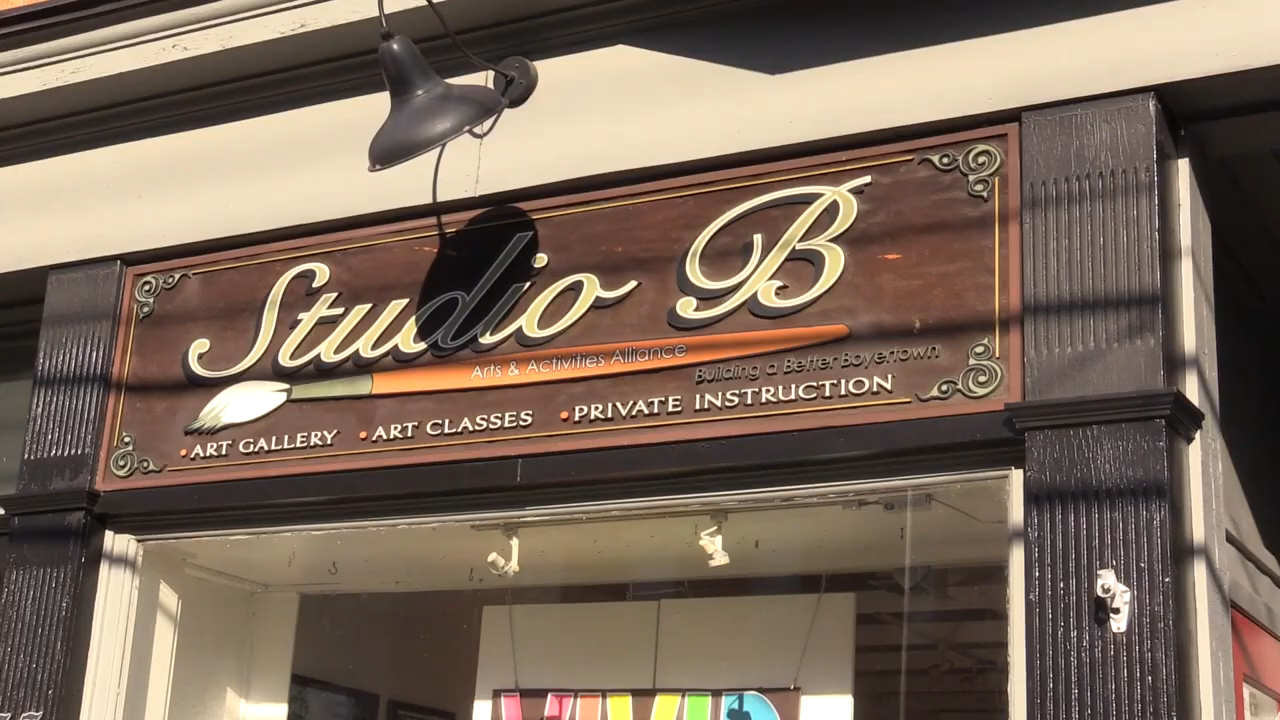 Studio B
Arts & Activities Alliance
Building a Better Boyertown
•ART GALLERY •ART CLASSES •PRIVATE INSTRUCTION